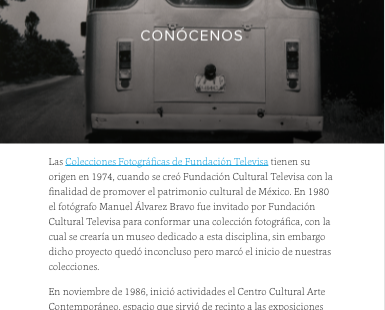 CONÓCENOS
Las Colecciones Fotográficas de Fundación Televisa tienen su
origen en 1974, cuando se creó Fundación Cultural Televisa con la
finalidad de promover el patrimonio cultural de México. En 1980
el fotógrafo Manuel Álvarez Bravo fue invitado por Fundación
Cultural Televisa para conformar una colección fotográfica, con la
cual se crearía un museo dedicado a esta disciplina, sin embargo
dicho proyecto quedó inconcluso pero marcó el inicio de nuestras
colecciones.
En noviembre de 1986, inició actividades el Centro Cultural Arte
Contemporáneo, espacio que sirvió de recinto a las exposiciones